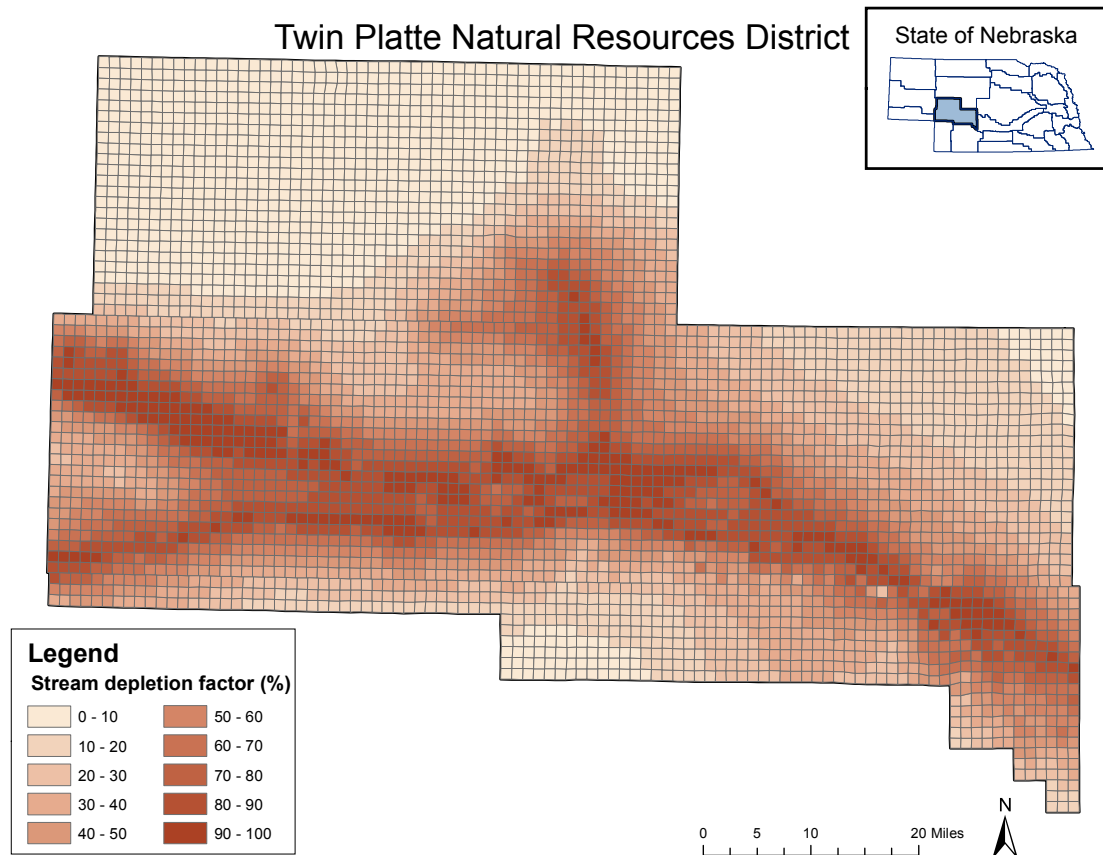 Twin Platte Natural Resources District
State of Nebraska
Legend
Stream depletion factor (%)
0 - 10
10 - 20
20 - 30
30 - 40
40 - 50
50 - 60
60 - 70
70 - 80
80 - 90
90 - 100
0 5 10 20 Miles
N